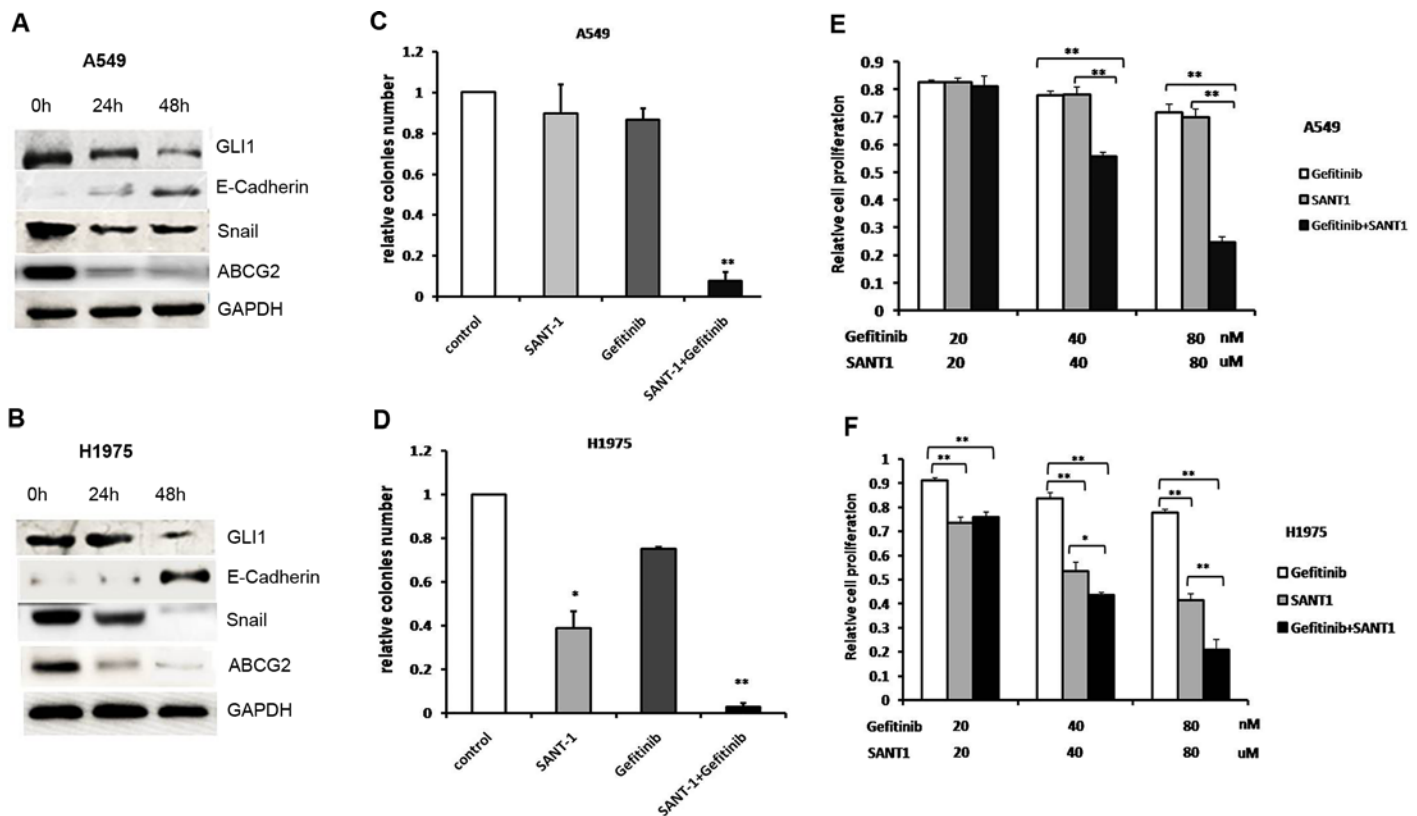 A
A549
0h 24h 48h
GLI1
E-Cadherin
Snail
ABCG2
GAPDH
B
H1975
0h 24h 48h
GLI1
E-Cadherin
Snail
ABCG2
GAPDH
C
A549
relative colonies number
1.2
1
0.8
0.6
0.4
0.2
0
**
control
SANT-1
Gefitinib
SANT-1+Gefitinib
D
H1975
relative colonies number
1.2
1
0.8
0.6
0.4
0.2
0
*
**
control
SANT-1
Gefitinib
SANT-1+Gefitinib
E
Relative cell proliferation
0.9
0.8
0.7
0.6
0.5
0.4
0.3
0.2
0.1
0
**
**
**
**
A549
Gefitinib
SANT1
Gefitinib+SANT1
Gefitinib 20 40 80 nM
SANT1 20 40 80 uM
F
Relative cell proliferation
1
0.9
0.8
0.7
0.6
0.5
0.4
0.3
0.2
0.1
0
**
**
**
**
*
**
**
**
H1975
Gefitinib
SANT1
Gefitinib+SANT1
Gefitinib 20 40 80 nM
SANT1 20 40 80 uM